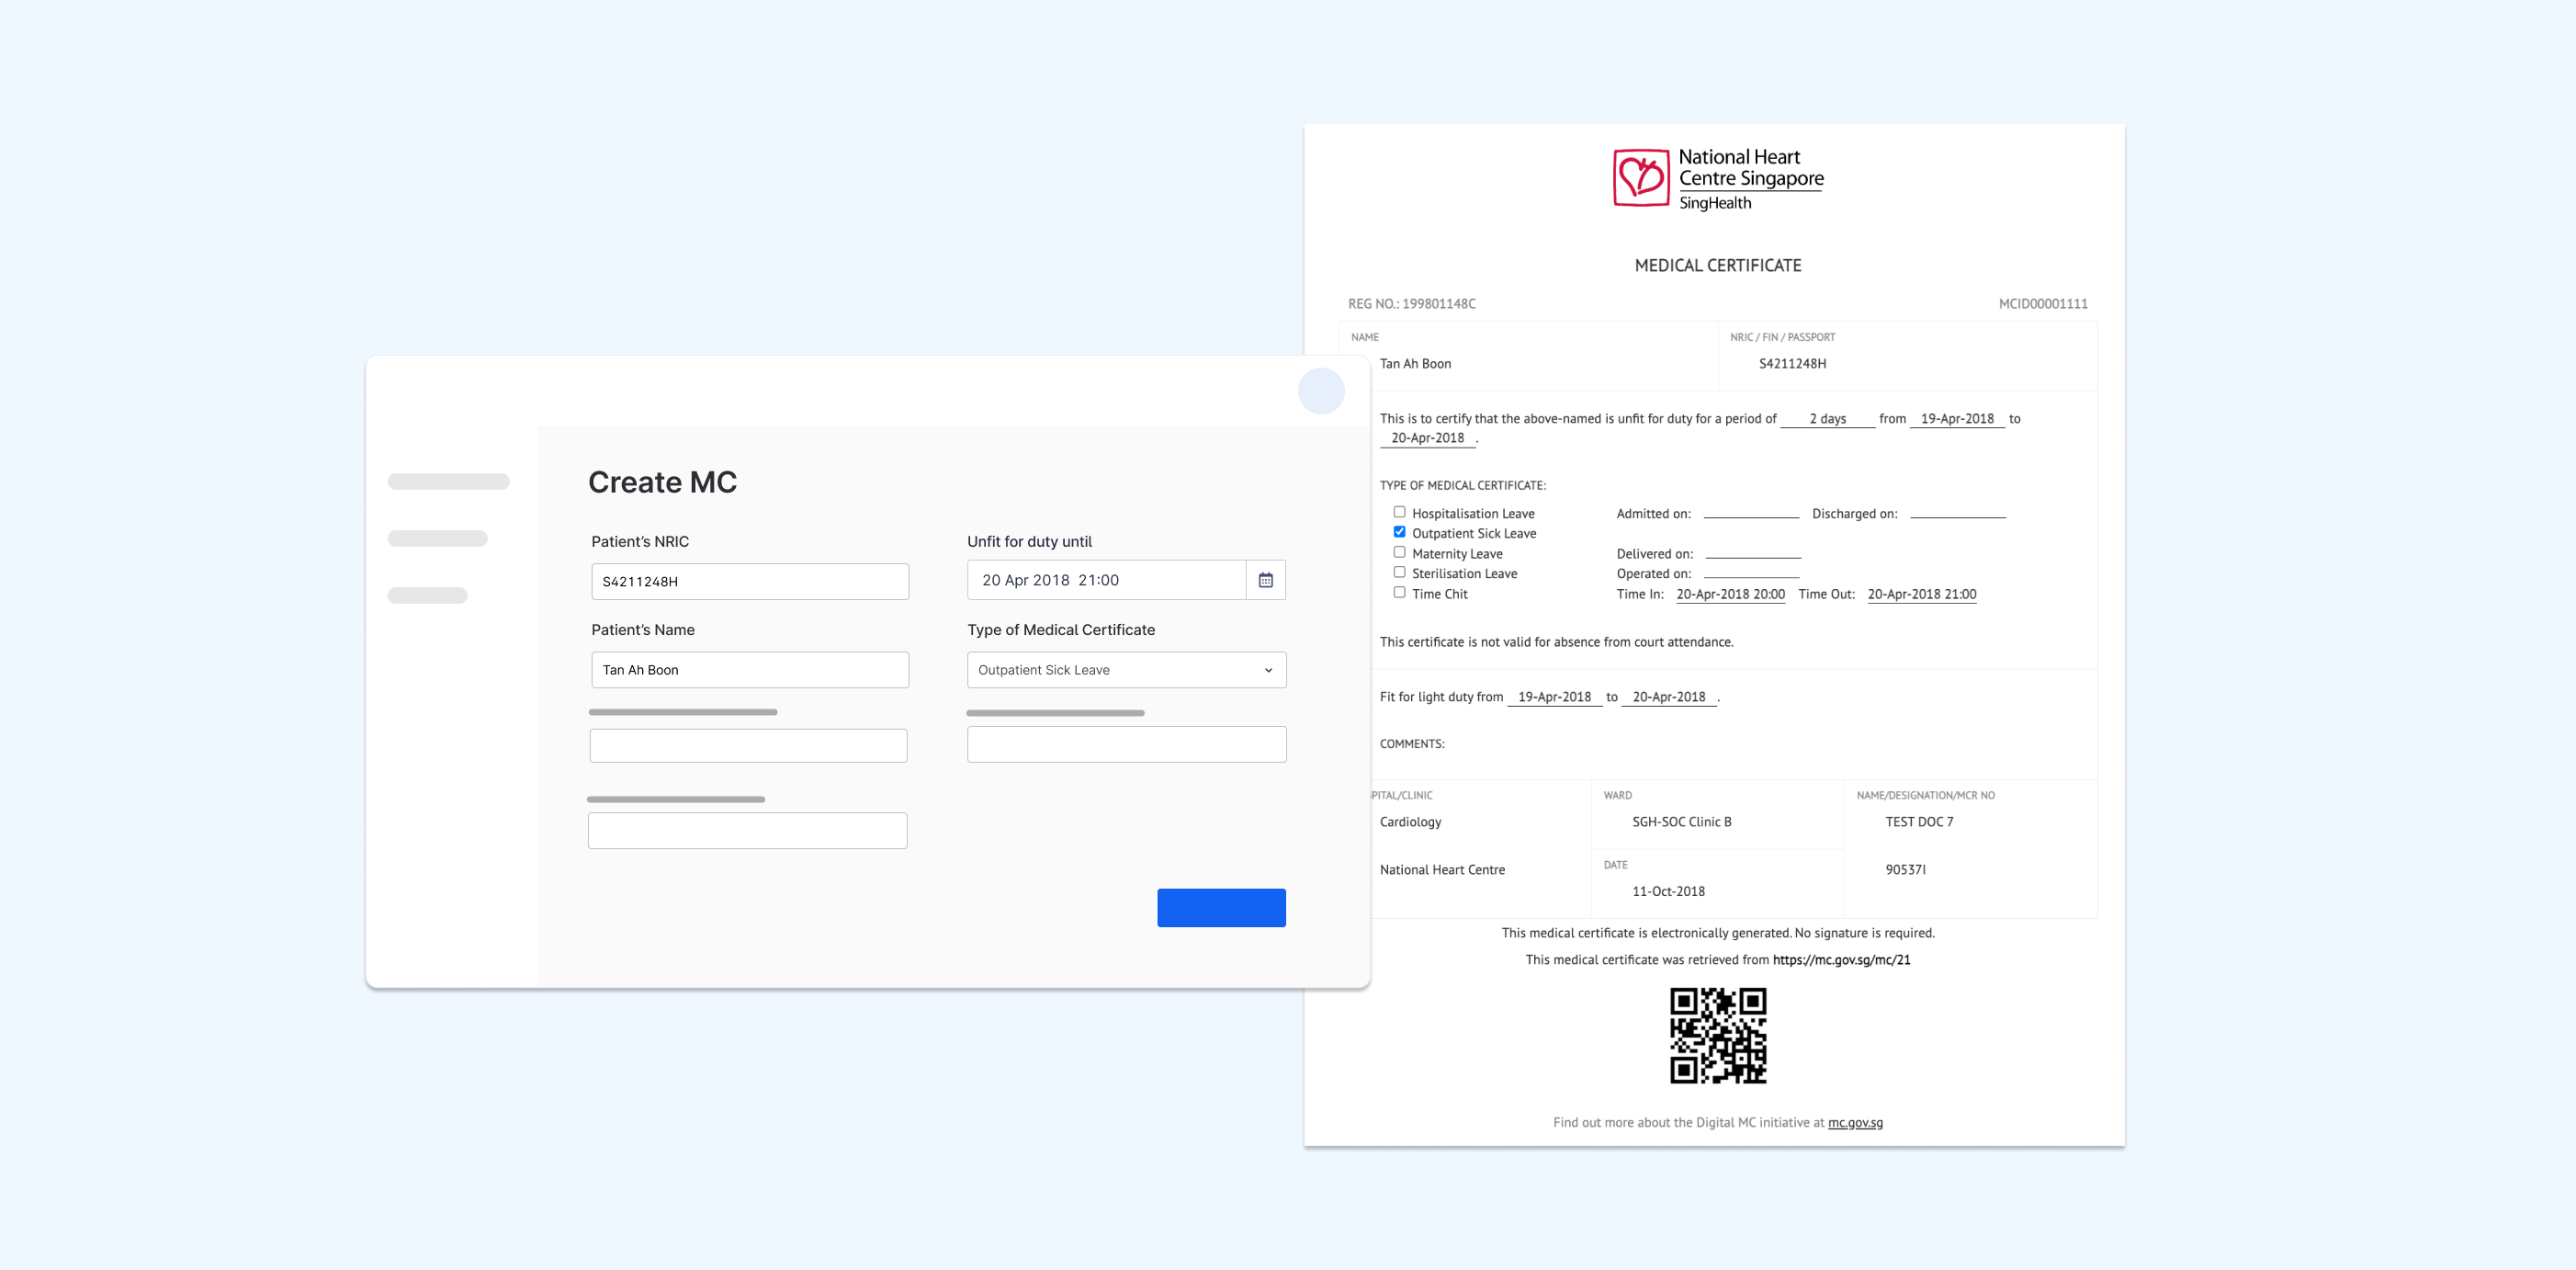 Create MC
Patient's NRIC
S4211248H
Unfit for duty until
20 Apr 2018 21:00
Patient's Name
Tan Ah Boon
Type of Medical Certificate
Outpatient Sick Leave
National Heart
Centre Singapore
SingHealth
MEDICAL CERTIFICATE
REG NO.: 199801148C
MCID00001111
NAME
Tan Ah Boon
NRIC / FIN / PASSPORT
S4211248H
This is to certify that the above-named is unfit for duty for a period of 2 days from 19-Apr-2018 to
20-Apr-2018 .
TYPE OF MEDICAL CERTIFICATE:
Hospitalisation Leave Admitted on: Discharged on:
Outpatient Sick Leave
Maternity Leave Delivered on:
Sterilisation Leave Operated on:
Time Chit Time In: 20-Apr-2018 20:00 Time Out: 20-Apr-2018 21:00
This certificate is not valid for absence from court attendance.
Fit for light duty from 19-Apr-2018 to 20-Apr-2018 .
COMMENTS:
PITAL/CLINIC
Cardiology
National Heart Centre
WARD
SGH-SOC Clinic B
DATE
11-Oct-2018
NAME/DESIGNATION/MCR NO
TEST DOC 7
90537I
This medical certificate is electronically generated. No signature is required.
This medical certificate was retrieved from https://mc.gov.sg/mc/21
Find out more about the Digital MC initiative at mc.gov.sg